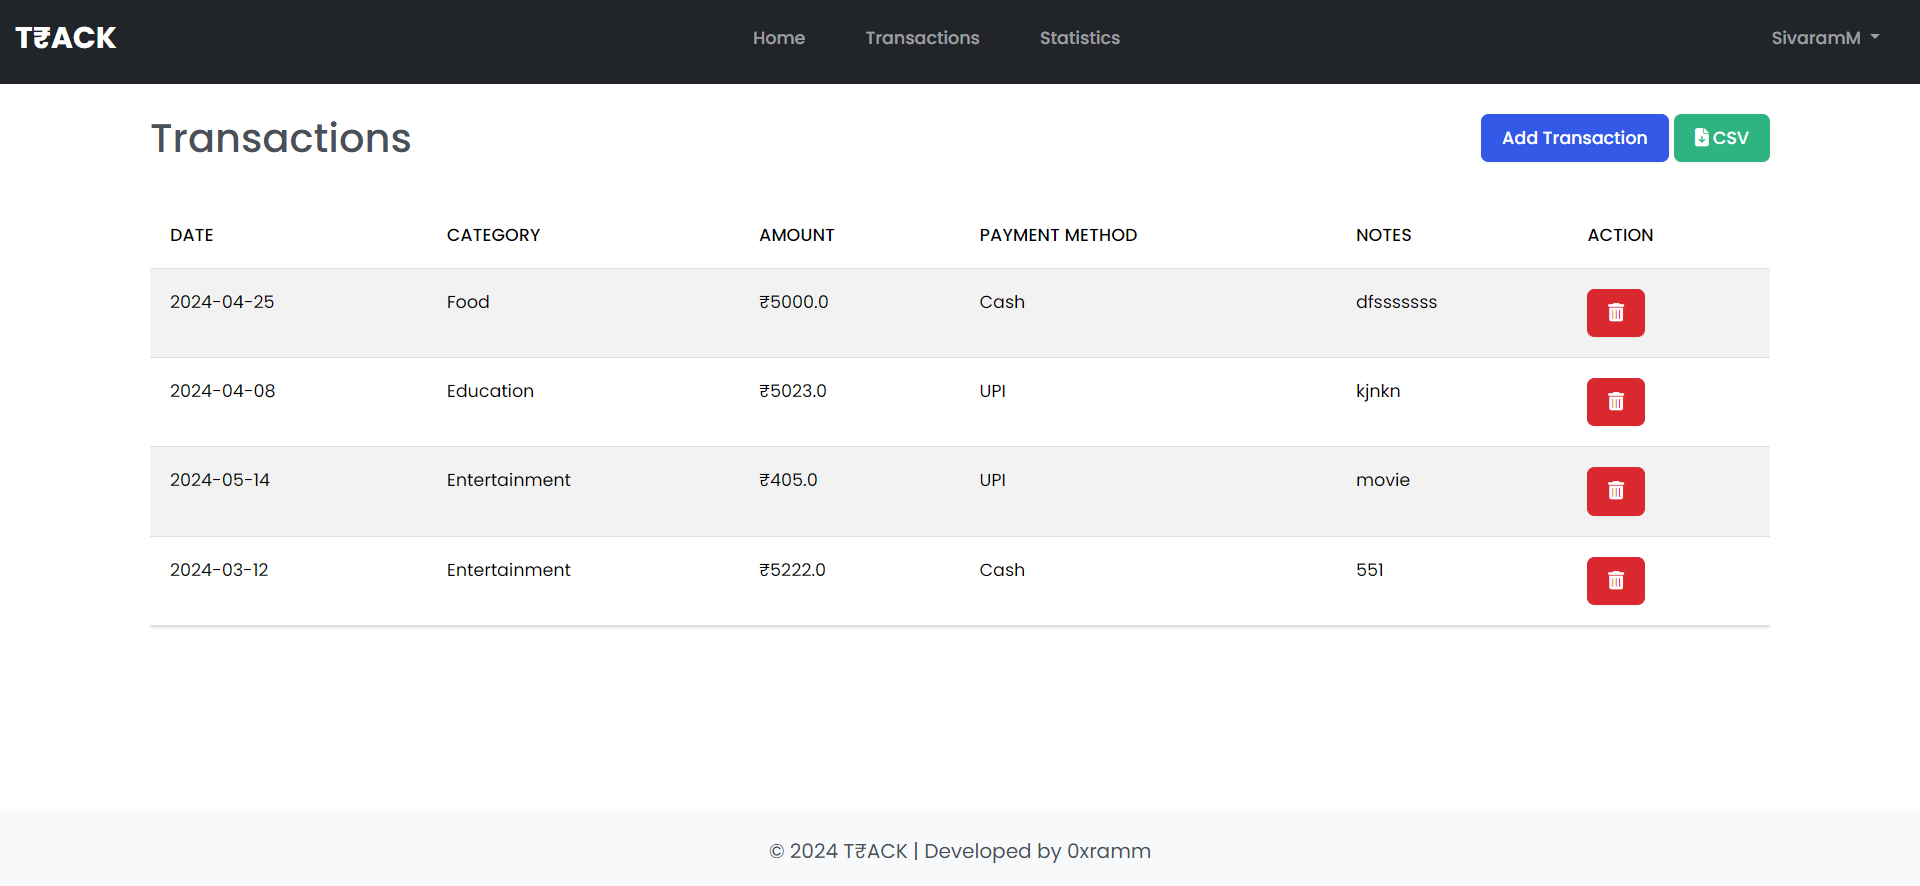 T₹ACK Home Transactions Statistics SivaramM
Transactions Add Transaction CSV
DATE CATEGORY AMOUNT PAYMENT METHOD NOTES ACTION
2024-04-25 Food ₹5000.0 Cash dfsssssss
2024-04-08 Education ₹5023.0 UPI kjnkn
2024-05-14 Entertainment ₹405.0 UPI movie
2024-03-12 Entertainment ₹5222.0 Cash 551
© 2024 T₹ACK | Developed by 0xramm